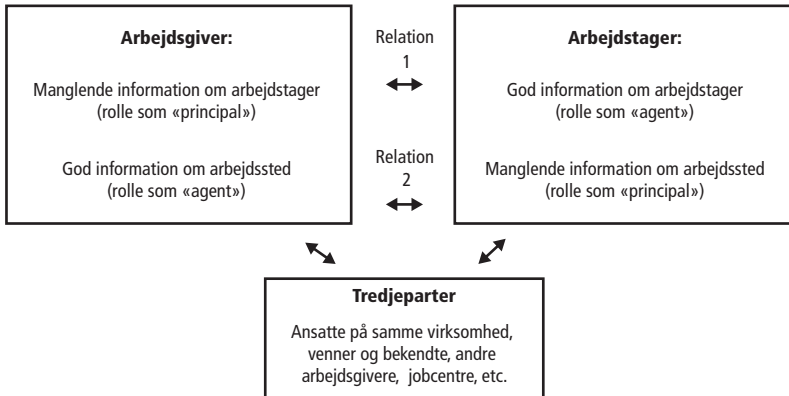 Arbejdsgiver:
Manglende information om arbejdstager
(rolle som «principal»)
God information om arbejdssted
(rolle som «agent»)
Relation
1
Relation
2
Arbejdstager:
God information om arbejdstager
(rolle som «agent»)
Manglende information om arbejdssted
(rolle som «principal»)
Tredjeparter
Ansatte på samme virksomhed,
venner og bekendte, andre
arbejdsgivere, jobcentre, etc.